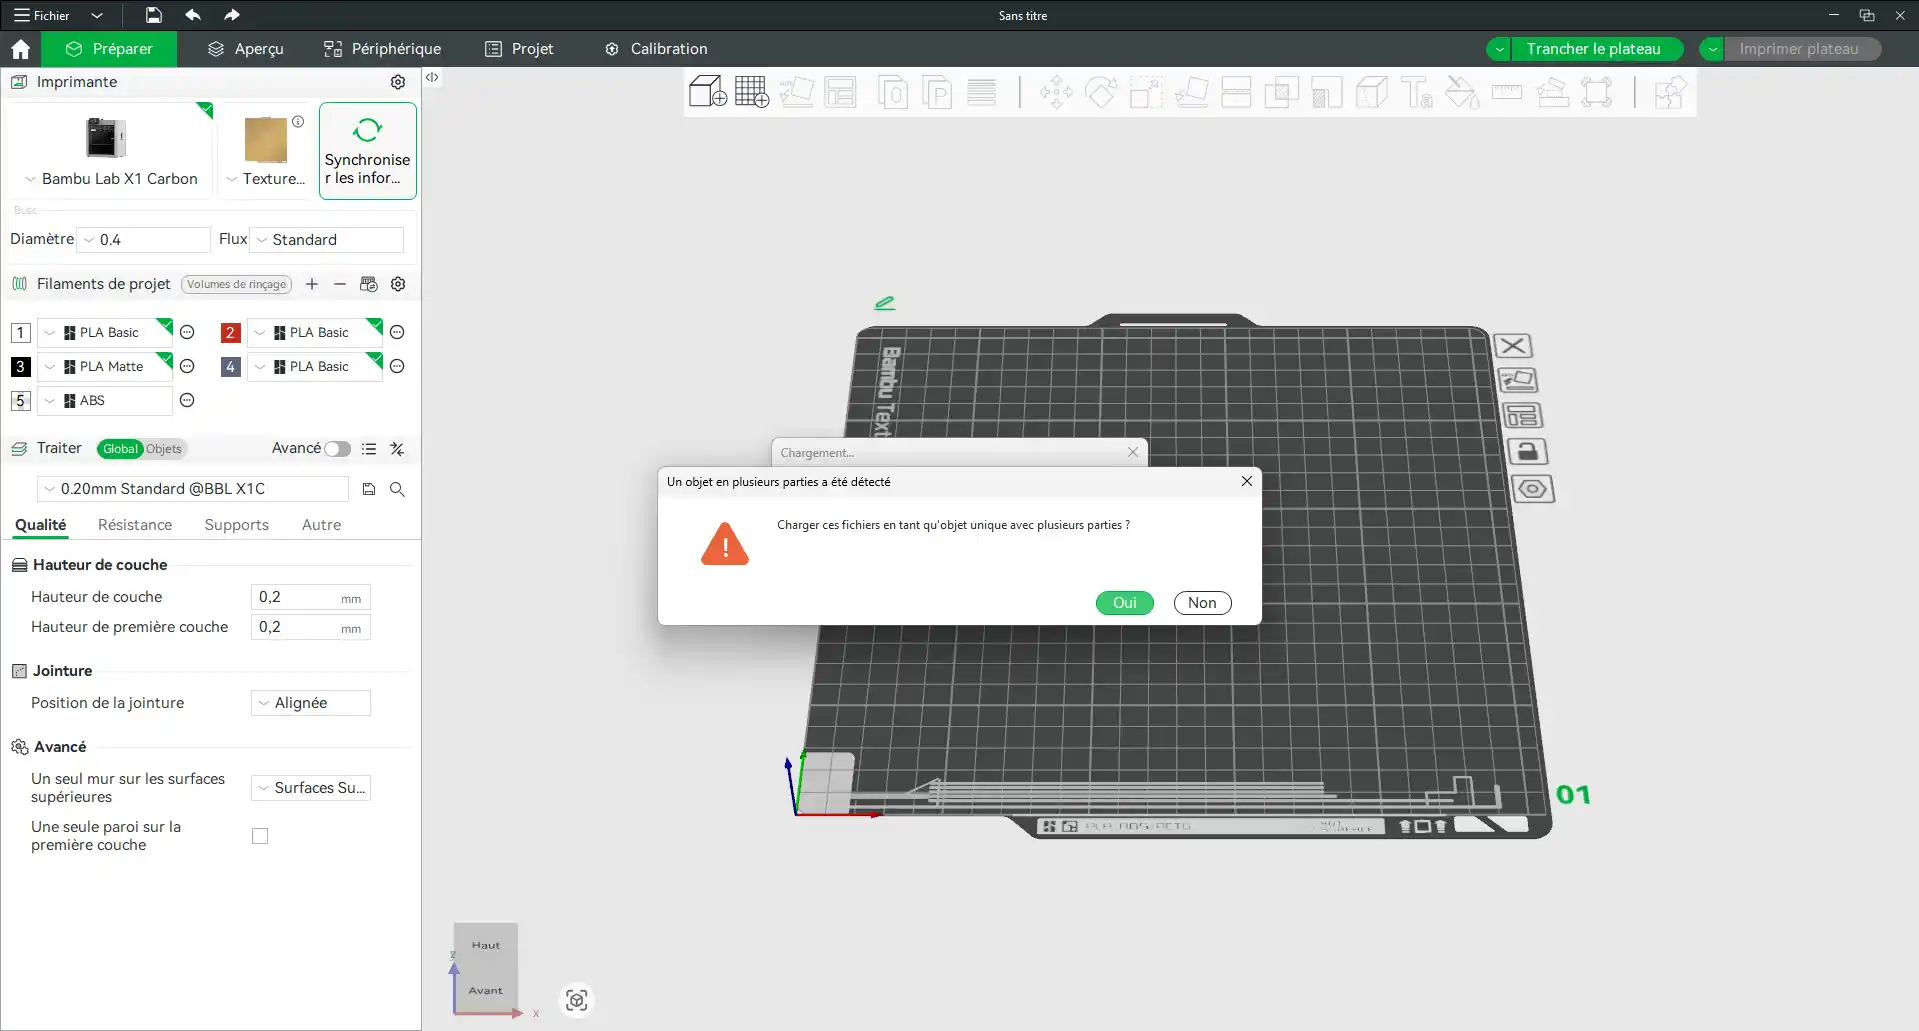 Fichier
Sans titre
Préparer
Aperçu
Périphérique
Projet
Calibration
Trancher le plateau
Imprimer plateau
Imprimante
Bambu Lab X1 Carbon
Texture...
Synchronise
r les infor...
Buse
Diamètre
0.4
Flux
Standard
Filaments de projet
Volumes de rinçage
1
PLA Basic
2
PLA Basic
3
PLA Matte
4
PLA Basic
5
ABS
Traiter
Global
Objets
Avancé
0.20mm Standard @BBL X1C
Qualité
Résistance
Supports
Autre
Hauteur de couche
Hauteur de couche
0,2
mm
Hauteur de première couche
0,2
mm
Jointure
Position de la jointure
Alignée
Avancé
Un seul mur sur les surfaces
supérieures
Surfaces Su...
Une seule paroi sur la
première couche
Bambu Text
Chargement...
Un objet en plusieurs parties a été détecté
Charger ces fichiers en tant qu'objet unique avec plusieurs parties ?
Oui
Non
01
PLA/ABS/PETG
Haut
Avant
z
x